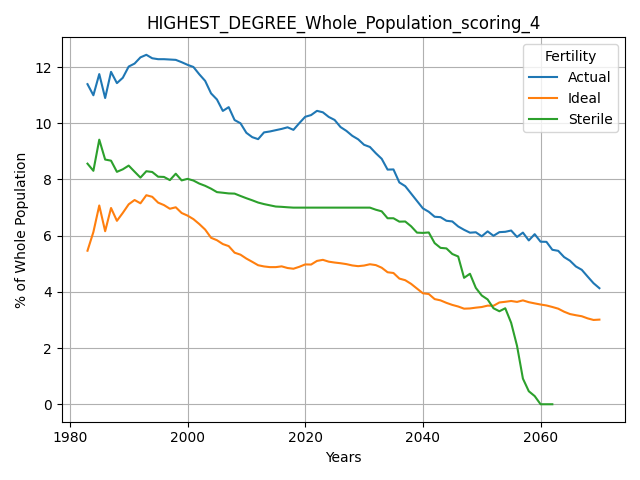 HIGHEST_DEGREE_Whole_Population_scoring_4
Fertility
Actual
Ideal
Sterile
% of Whole Population
12
10
8
6
4
2
0
1980
2000
2020
2040
2060
Years